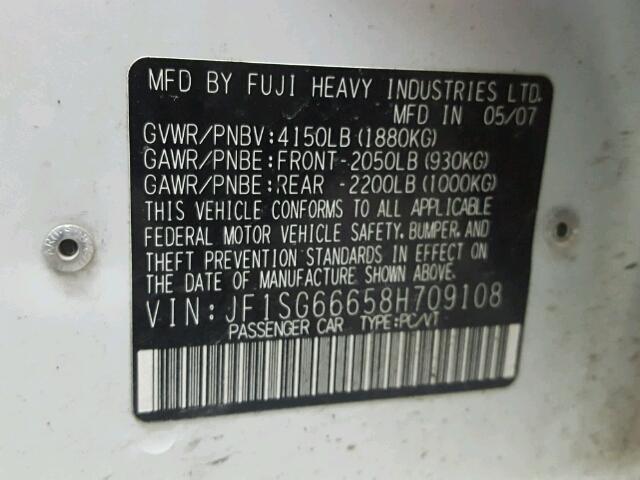 MFD BY FUJI HEAVY INDUSTRIES LTD.
MFD IN 05/07
GVWR/PNBV:4150LB(1880KG)
GAWR/PNBE:FRONT-2050LB(930KG)
GAWR/PNBE:REAR -2200LB(1000KG)
THIS VEHICLE CONFORMS TO ALL APPLICABLE
FEDERAL MOTOR VEHICLE SAFETY, BUMPER, AND
THEFT PREVENTION STANDARDS IN EFFECT ON
THE DATE OF MANUFACTURE SHOWN ABOVE.
VIN:JF1SG66658H709108
PASSENGER CAR TYPE:PC/VT